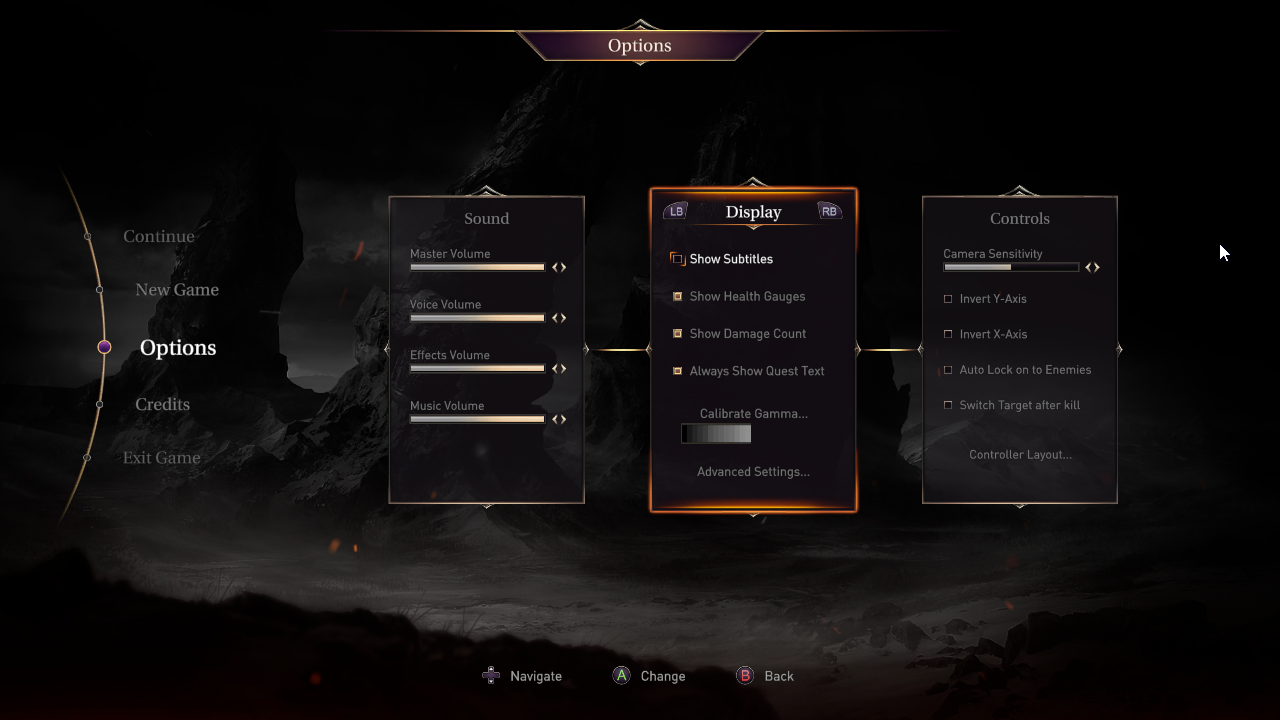 Options
Continue
New Game
Options
Credits
Exit Game
Sound
Master Volume
Voice Volume
Effects Volume
Music Volume
LB
Display
RB
Show Subtitles
Show Health Gauges
Show Damage Count
Always Show Quest Text
Calibrate Gamma...
Advanced Settings...
Controls
Camera Sensitivity
Invert Y-Axis
Invert X-Axis
Auto Lock on to Enemies
Switch Target after kill
Controller Layout...
Navigate
A Change
B Back